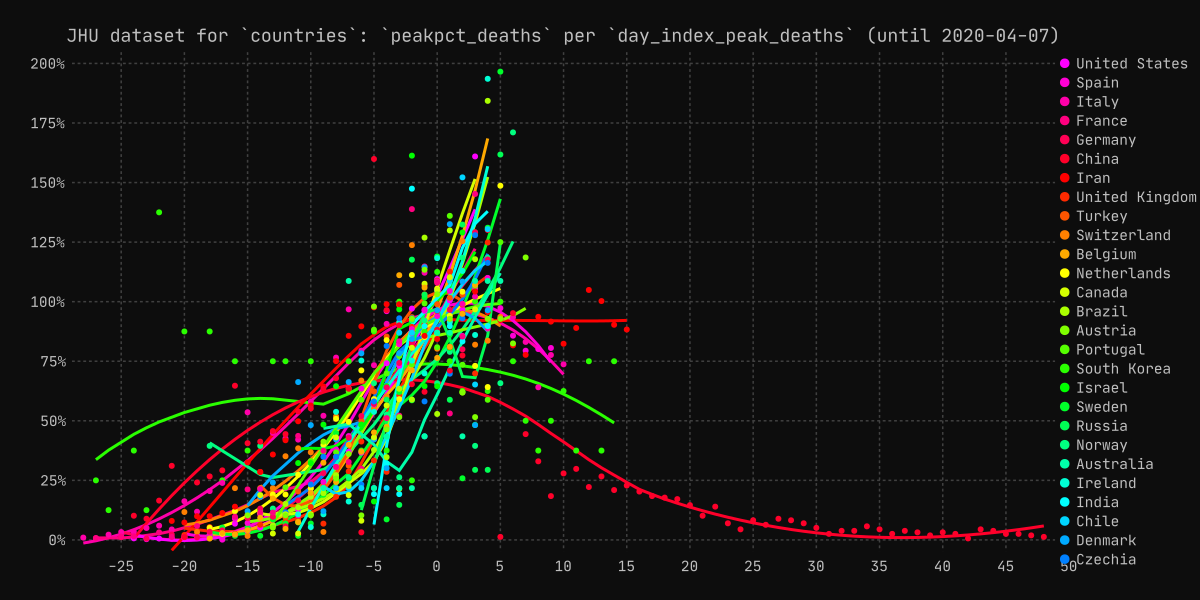 JHU dataset for `countries`: `peakpct_deaths` per `day_index_peak_deaths` (until 2020-04-07)
200%
175%
150%
125%
100%
75%
50%
25%
0%
-25
-20
-15
-10
-5
0
5
10
15
20
25
30
35
40
45
50
United States
Spain
Italy
France
Germany
China
Iran
United Kingdom
Turkey
Switzerland
Belgium
Netherlands
Canada
Brazil
Austria
Portugal
South Korea
Israel
Sweden
Russia
Norway
Australia
Ireland
India
Chile
Denmark
Czechia